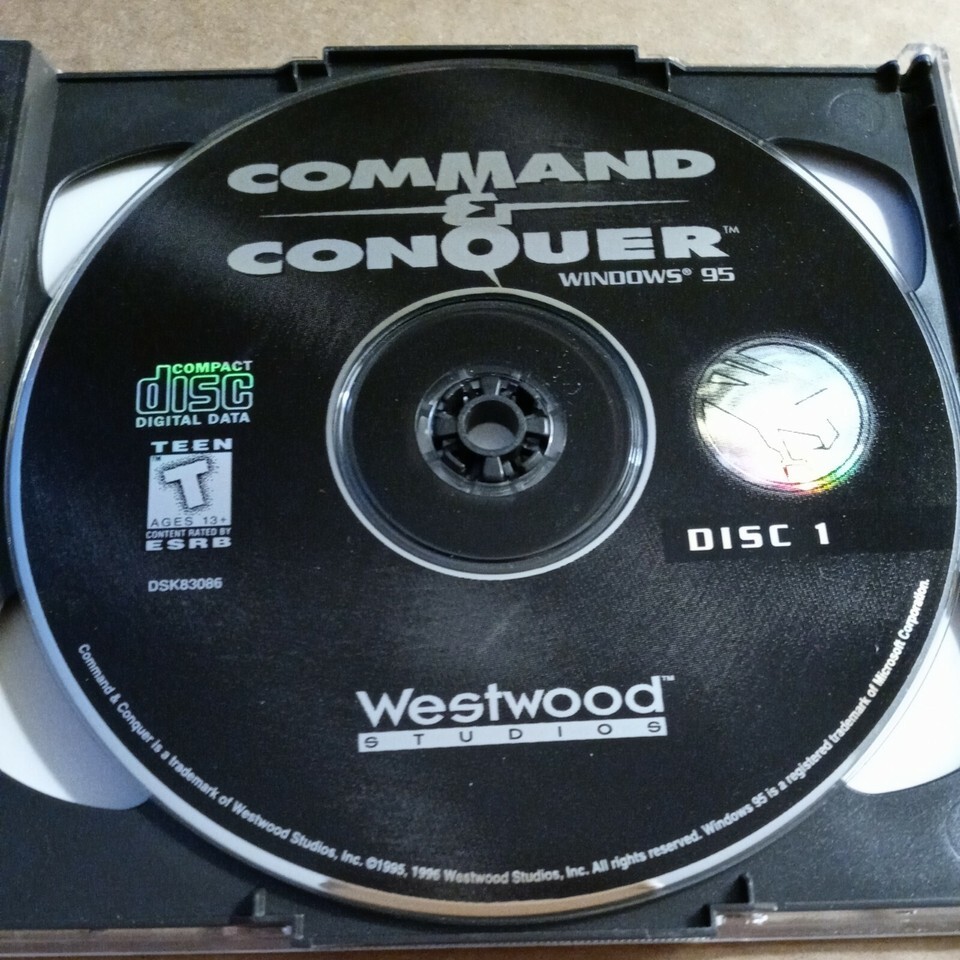 COMMAND
&
CONQUER™
WINDOWS® 95
COMPACT
disc
DIGITAL DATA
TEEN
T™
AGES 13+
CONTENT RATED BY
ESRB
DSK83086
DISC 1
Westwood™
STUDIOS
Command & Conquer is a trademark of Westwood Studios, Inc. ©1995, 1996 Westwood Studios, Inc. All rights reserved. Windows 95 is a registered trademark of Microsoft Corporation.